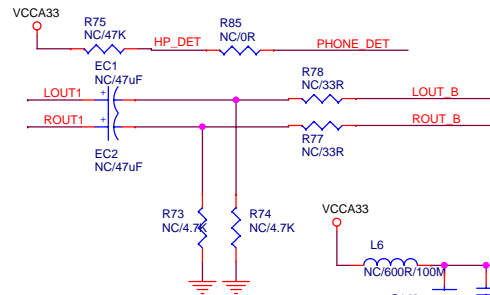 VCCA33
R75
NC/47K
HP_DET
R85
NC/0R
PHONE_DET
EC1
NC/47uF
LOUT1
R78
NC/33R
LOUT_B
ROUT1
R77
NC/33R
ROUT_B
EC2
NC/47uF
R73
NC/4.7K
R74
NC/4.7K
VCCA33
L6
NC/600R/100M